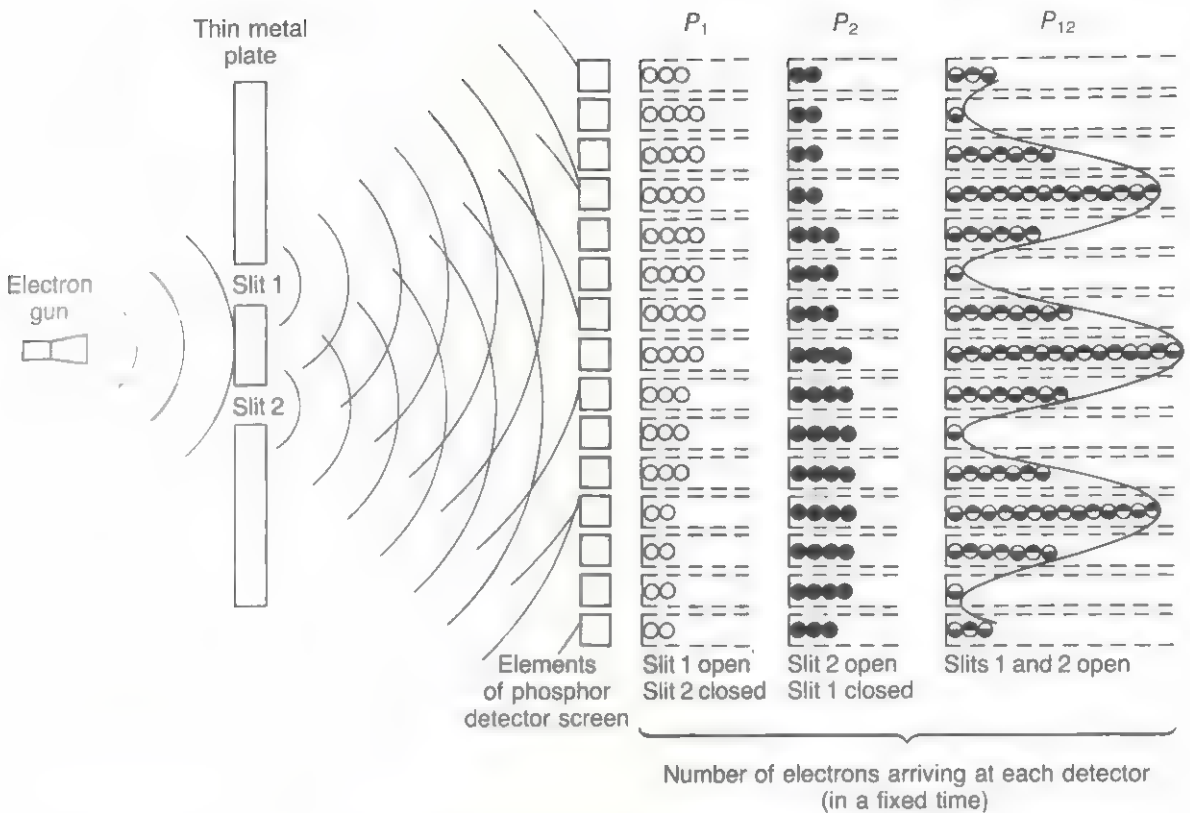 Thin metal
plate
P₁
P₂
P₁₂
Electron
gun
Slit 1
Slit 2
Elements
of phosphor
detector screen
Slit 1 open
Slit 2 closed
Slit 2 open
Slit 1 closed
Slits 1 and 2 open
Number of electrons arriving at each detector
(in a fixed time)